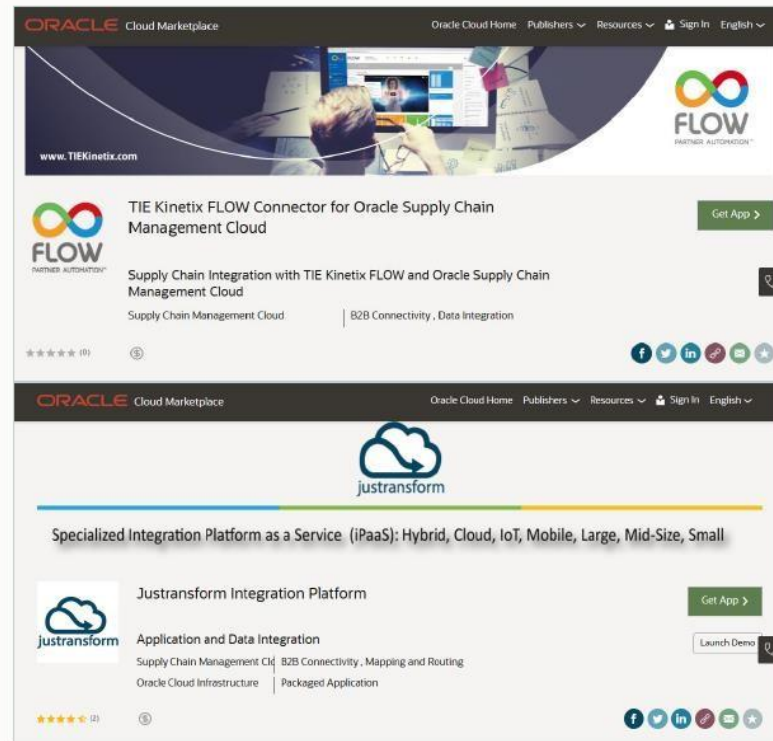 ORACLE Cloud Marketplace
Oracle Cloud Home Publishers Resources Sign In English
www.TIEKinetix.com
FLOW
PARTNER AUTOMATION
FLOW
PARTNER AUTOMATION
TIE Kinetix FLOW Connector for Oracle Supply Chain
Management Cloud
Get App >
Supply Chain Integration with TIE Kinetix FLOW and Oracle Supply Chain
Management Cloud
Supply Chain Management Cloud | B2B Connectivity , Data Integration
(0)
ORACLE Cloud Marketplace
Oracle Cloud Home Publishers Resources Sign In English
justransform
Specialized Integration Platform as a Service (iPaaS): Hybrid, Cloud, IoT, Mobile, Large, Mid-Size, Small
justransform
Justransform Integration Platform
Get App >
Application and Data Integration
Launch Demo
Supply Chain Management Clo | B2B Connectivity , Mapping and Routing
Oracle Cloud Infrastructure | Packaged Application
(2)